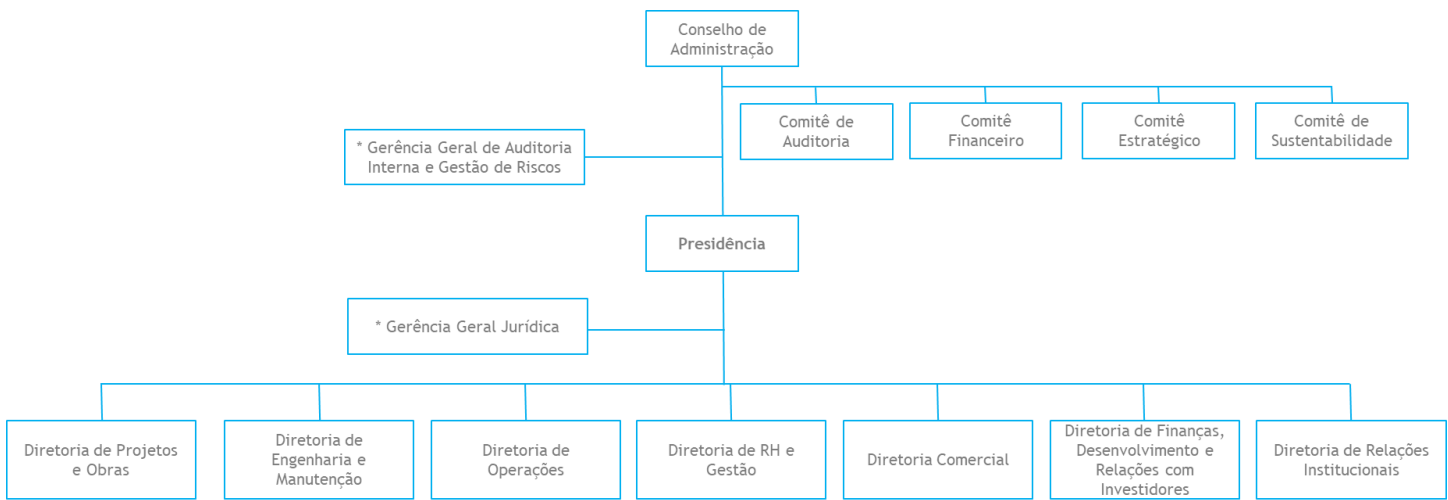 Conselho de
Administração
Comitê de
Auditoria
Comitê
Financeiro
Comitê
Estratégico
Comitê de
Sustentabilidade
* Gerência Geral de Auditoria
Interna e Gestão de Riscos
Presidência
* Gerência Geral Jurídica
Diretoria de Projetos
e Obras
Diretoria de
Engenharia e
Manutenção
Diretoria de
Operações
Diretoria de RH e
Gestão
Diretoria Comercial
Diretoria de Finanças,
Desenvolvimento e
Relações com
Investidores
Diretoria de Relações
Institucionais